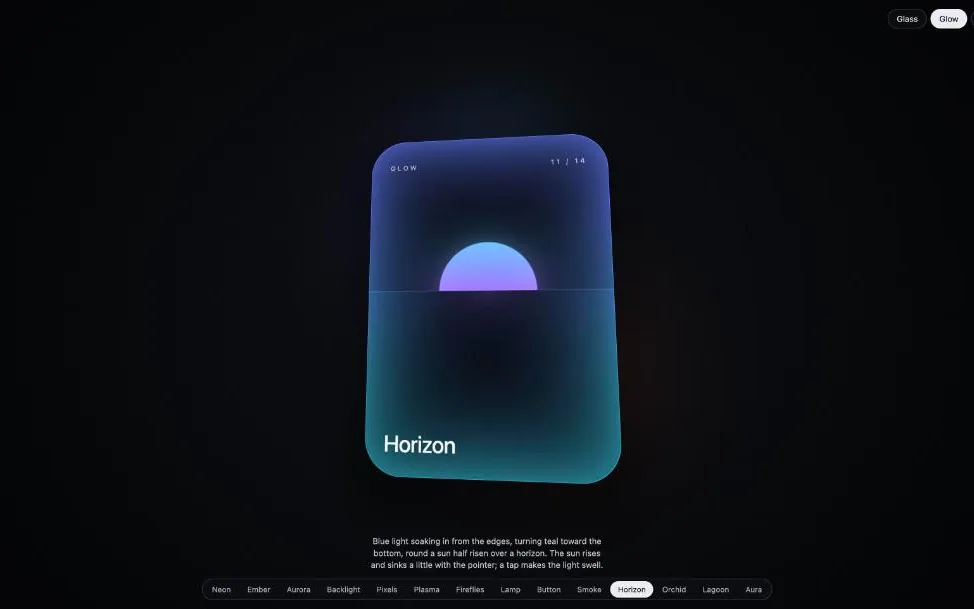 Glass Glow
GLOW 11 / 14
Horizon
Blue light soaking in from the edges, turning teal toward the
bottom, round a sun half risen over a horizon. The sun rises
and sinks a little with the pointer; a tap makes the light swell.
Neon Ember Aurora Backlight Pixels Plasma Fireflies Lamp Button Smoke Horizon Orchid Lagoon Aura